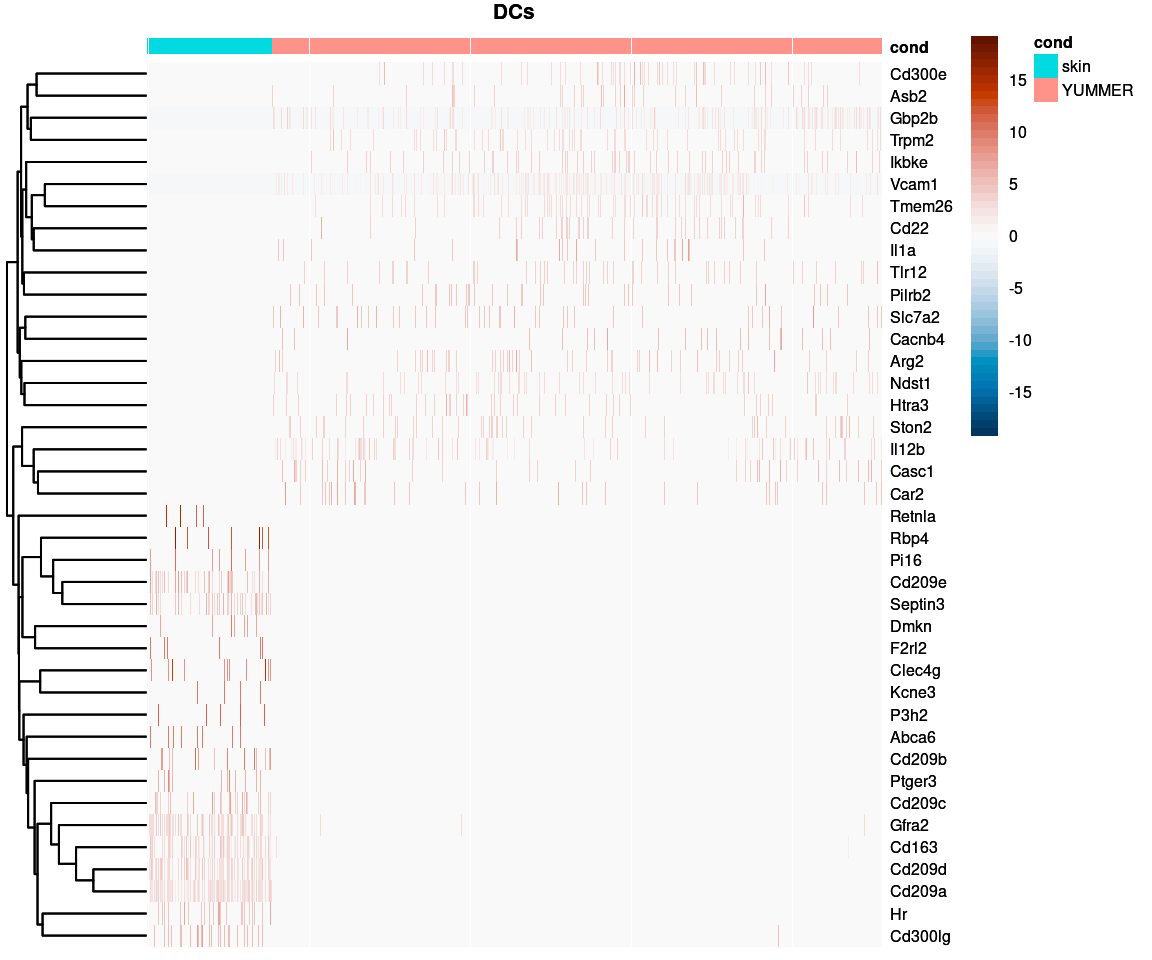 DCs
cond
Cd300e
Asb2
Gbp2b
Trpm2
Ikbke
Vcam1
Tmem26
Cd22
Il1a
Tlr12
Pilrb2
Slc7a2
Cacnb4
Arg2
Ndst1
Htra3
Ston2
Il12b
Casc1
Car2
Retnla
Rbp4
Pi16
Cd209e
Septin3
Dmkn
F2rl2
Clec4g
Kcne3
P3h2
Abca6
Cd209b
Ptger3
Cd209c
Gfra2
Cd163
Cd209d
Cd209a
Hr
Cd300lg
15
10
5
0
-5
-10
-15
cond
skin
YUMMER